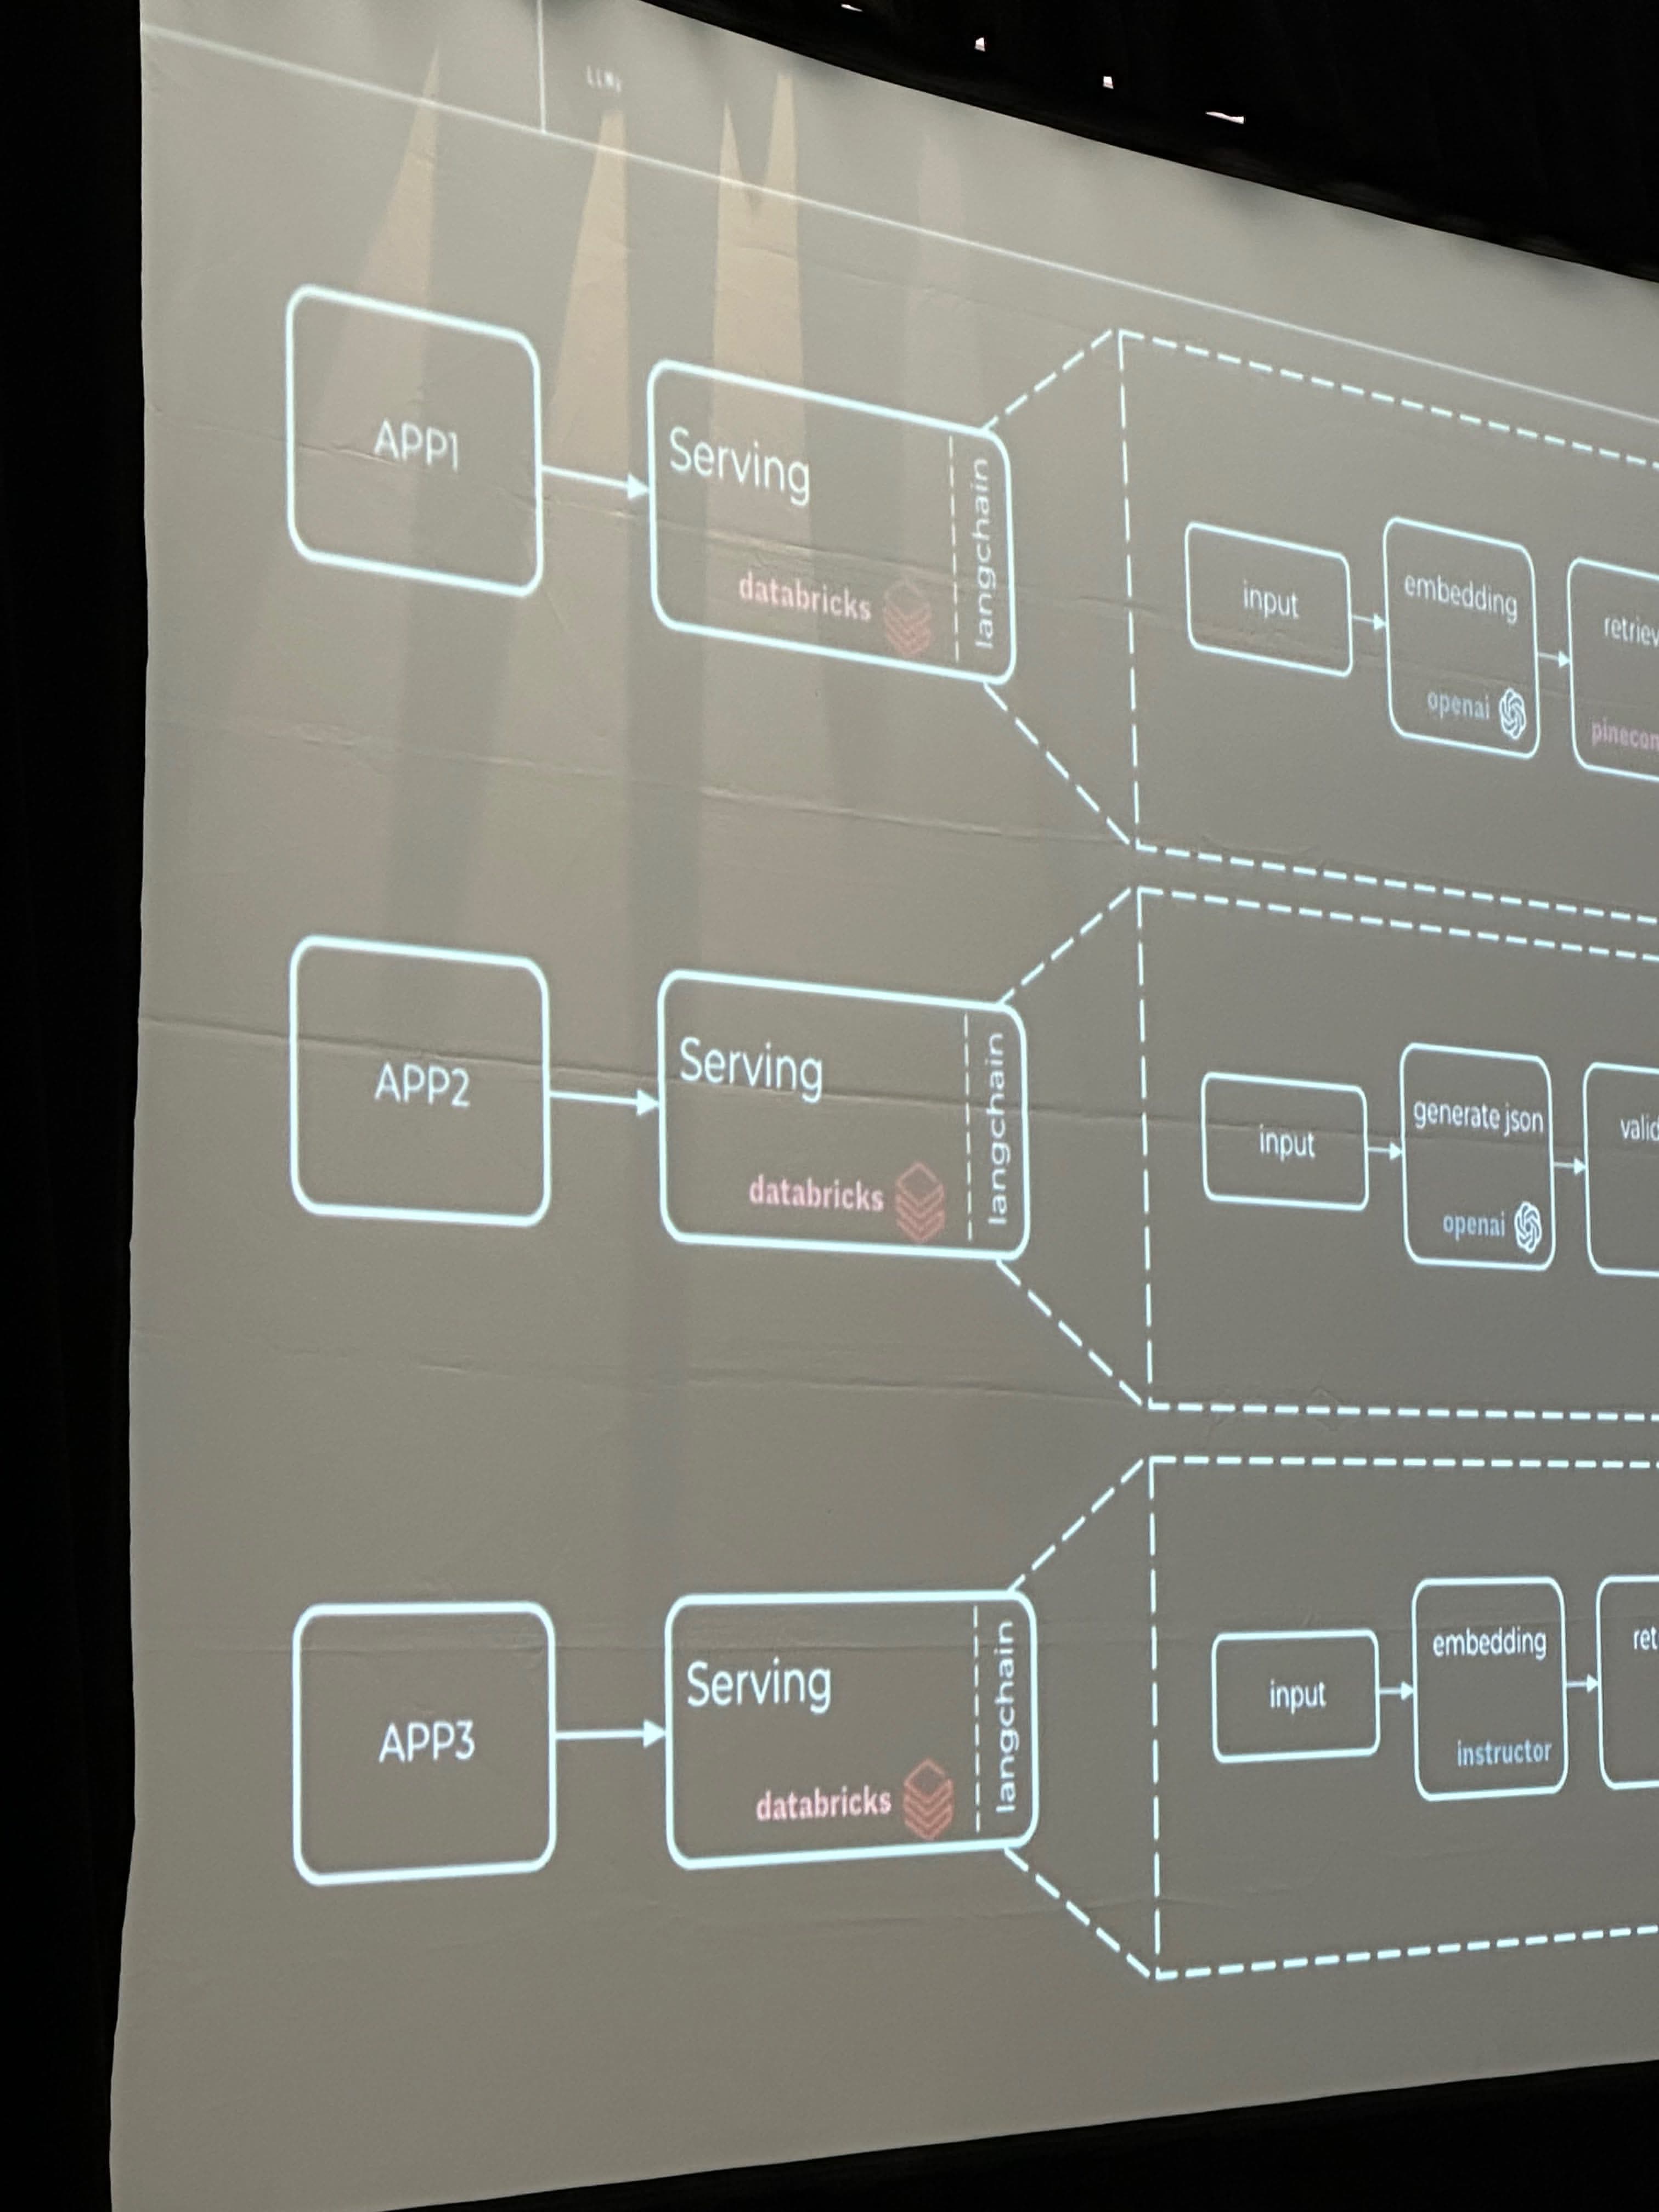 LLMs
APP1
Serving
databricks
langchain
input
embedding
openai
retriev
pinecon
APP2
Serving
databricks
langchain
input
generate json
openai
valid
APP3
Serving
databricks
langchain
input
embedding
instructor
ret